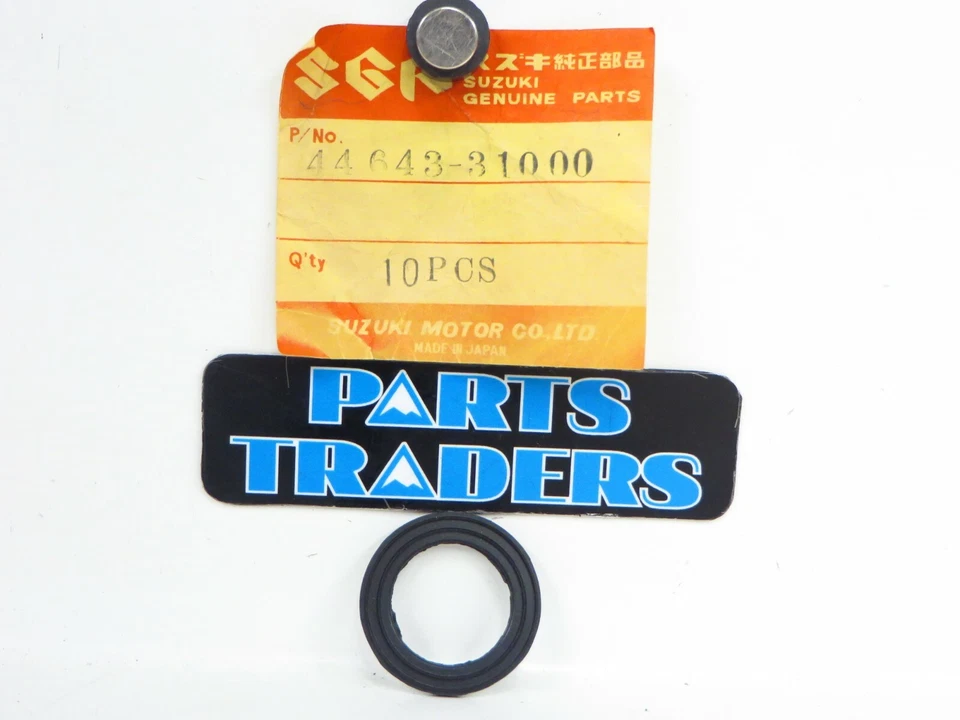 SGP スズキ純正部品
SUZUKI
GENUINE PARTS
P/No.
44643-31000
Q'ty 10PCS
SUZUKI MOTOR CO.,LTD.
MADE IN JAPAN
PARTS
TRADERS